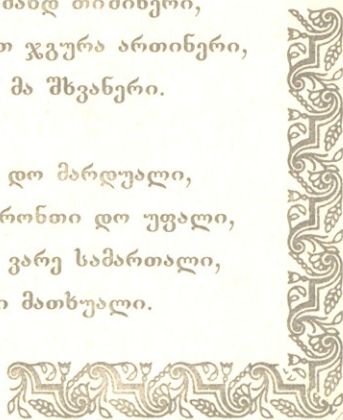 თ ჯგურა ართინერი,
მა შხვანერი.
დო მარდუალი,
რონთი დო უფალი,
ვარე სამართალი,
ი მათხუალი.